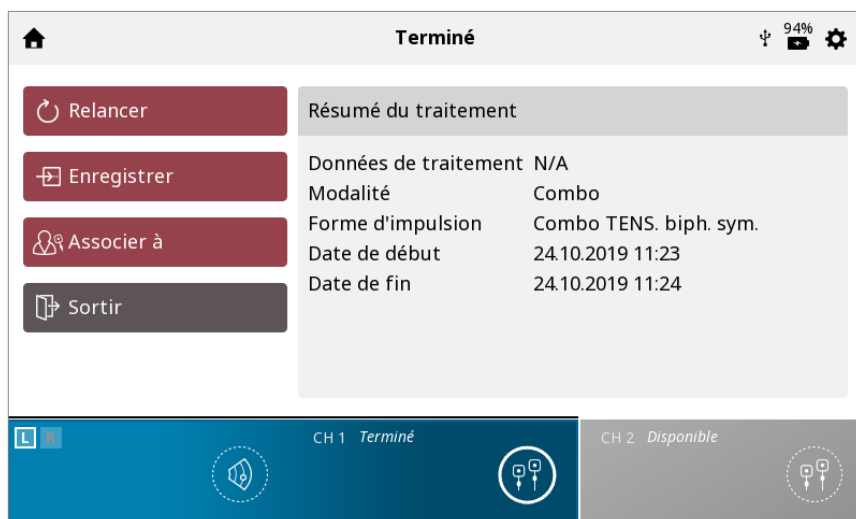 Terminé
94%
Relancer
Enregistrer
Associer à
Sortir
Résumé du traitement
Données de traitement N/A
Modalité Combo
Forme d'impulsion Combo TENS. biph. sym.
Date de début 24.10.2019 11:23
Date de fin 24.10.2019 11:24
L R
CH 1 Terminé
CH 2 Disponible